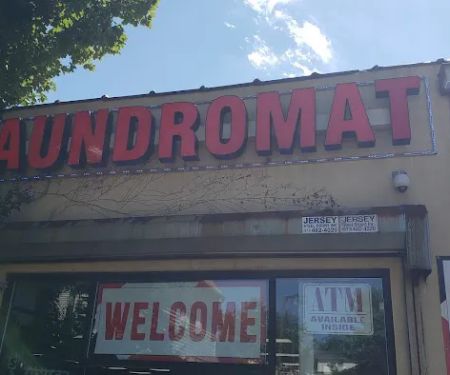 AUNDROMAT
JERSEY JERSEY
WELCOME
ATM
AVAILABLE
INSIDE